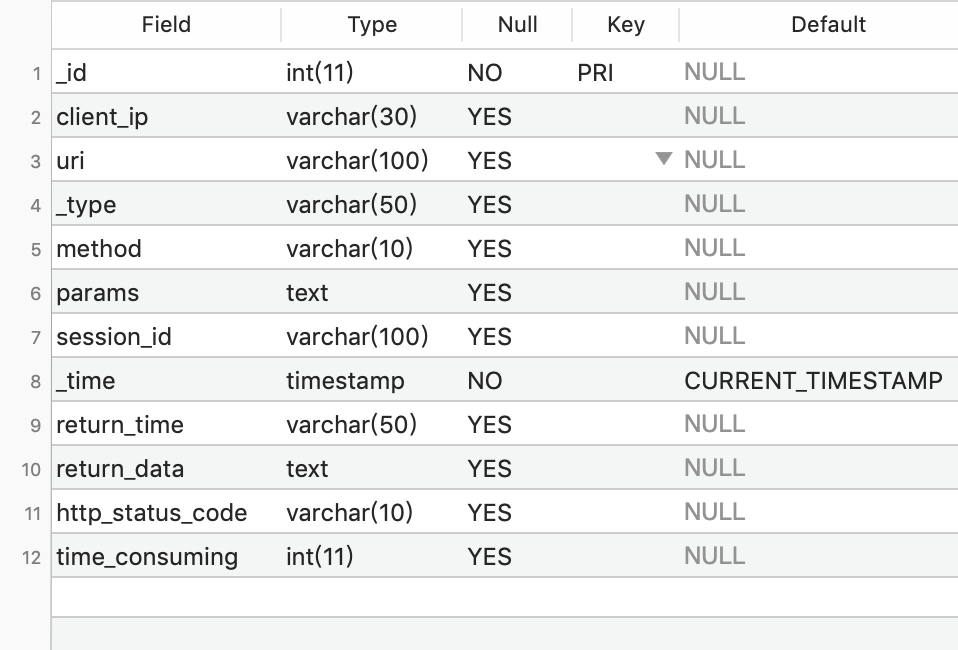 Field Type Null Key Default
1 _id int(11) NO PRI NULL
2 client_ip varchar(30) YES NULL
3 uri varchar(100) YES NULL
4 _type varchar(50) YES NULL
5 method varchar(10) YES NULL
6 params text YES NULL
7 session_id varchar(100) YES NULL
8 _time timestamp NO CURRENT_TIMESTAMP
9 return_time varchar(50) YES NULL
10 return_data text YES NULL
11 http_status_code varchar(10) YES NULL
12 time_consuming int(11) YES NULL